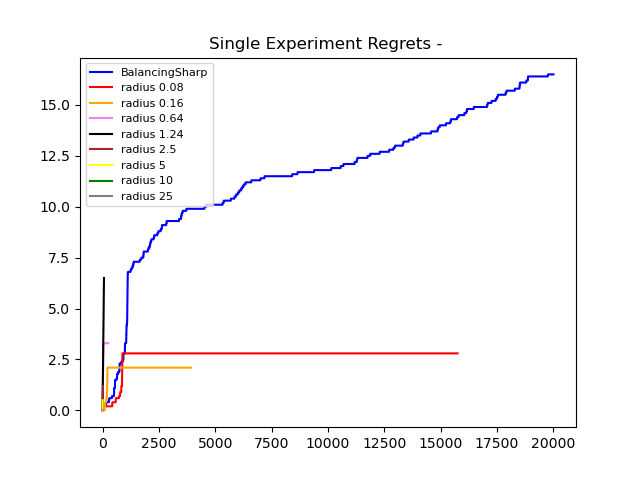 Single Experiment Regrets -
BalancingSharp
radius 0.08
radius 0.16
radius 0.64
radius 1.24
radius 2.5
radius 5
radius 10
radius 25
15.0
12.5
10.0
7.5
5.0
2.5
0.0
0 2500 5000 7500 10000 12500 15000 17500 20000